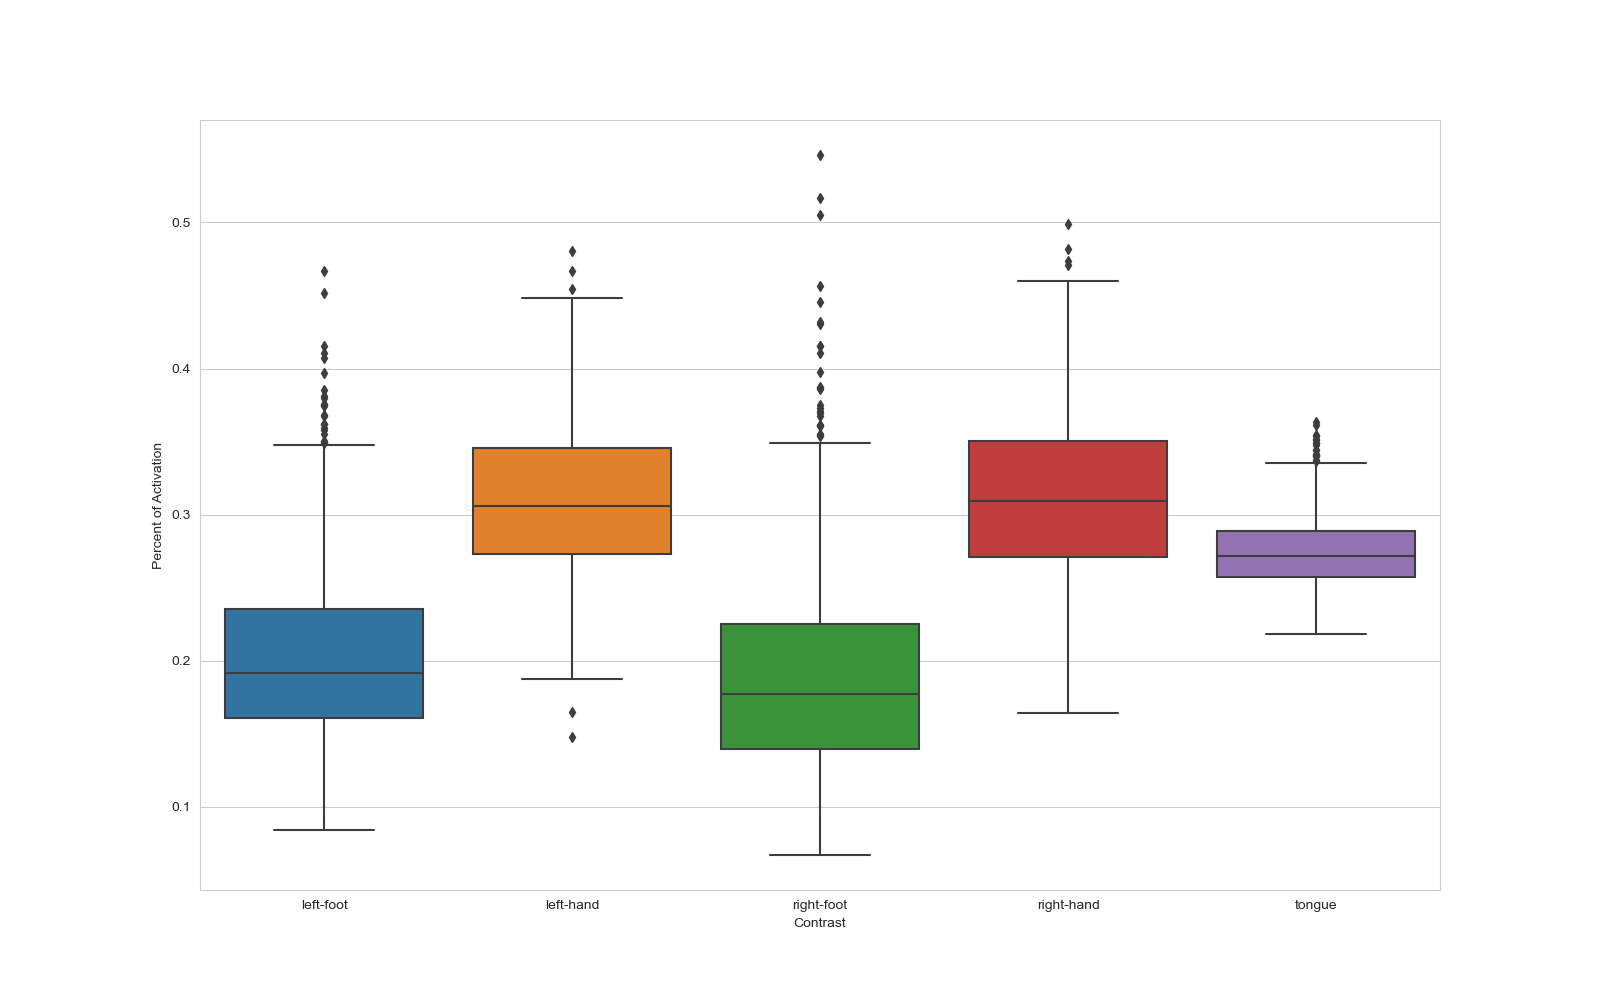 Percent of Activation
0.5
0.4
0.3
0.2
0.1
left-foot left-hand right-foot right-hand tongue
Contrast